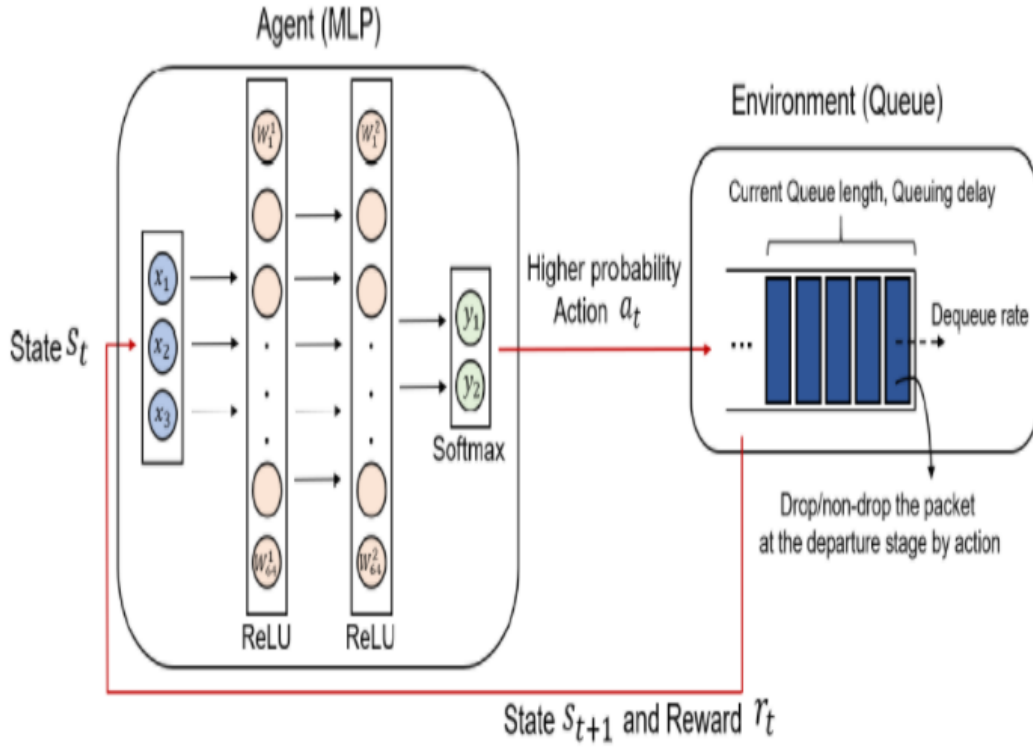 Agent (MLP)
Environment (Queue)
W₁¹
W₁²
Current Queue length, Queuing delay
x₁
x₂
x₃
State sₜ
y₁
y₂
Higher probability
Action aₜ
...
Dequeue rate
Softmax
W₆₄¹
W₆₄²
Drop/non-drop the packet
at the departure stage by action
ReLU
ReLU
State sₜ₊₁ and Reward rₜ